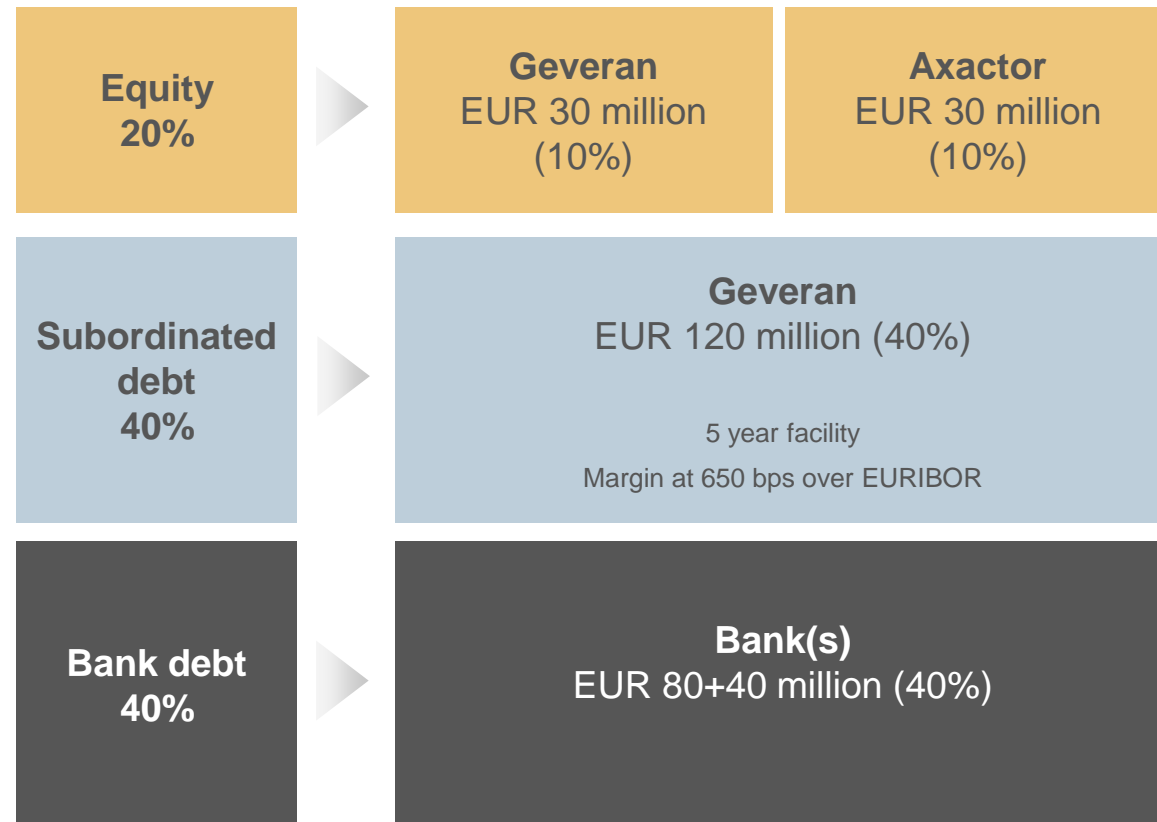 Equity
20%
Geveran
EUR 30 million
(10%)
Axactor
EUR 30 million
(10%)
Subordinated
debt
40%
Geveran
EUR 120 million (40%)
5 year facility
Margin at 650 bps over EURIBOR
Bank debt
40%
Bank(s)
EUR 80+40 million (40%)